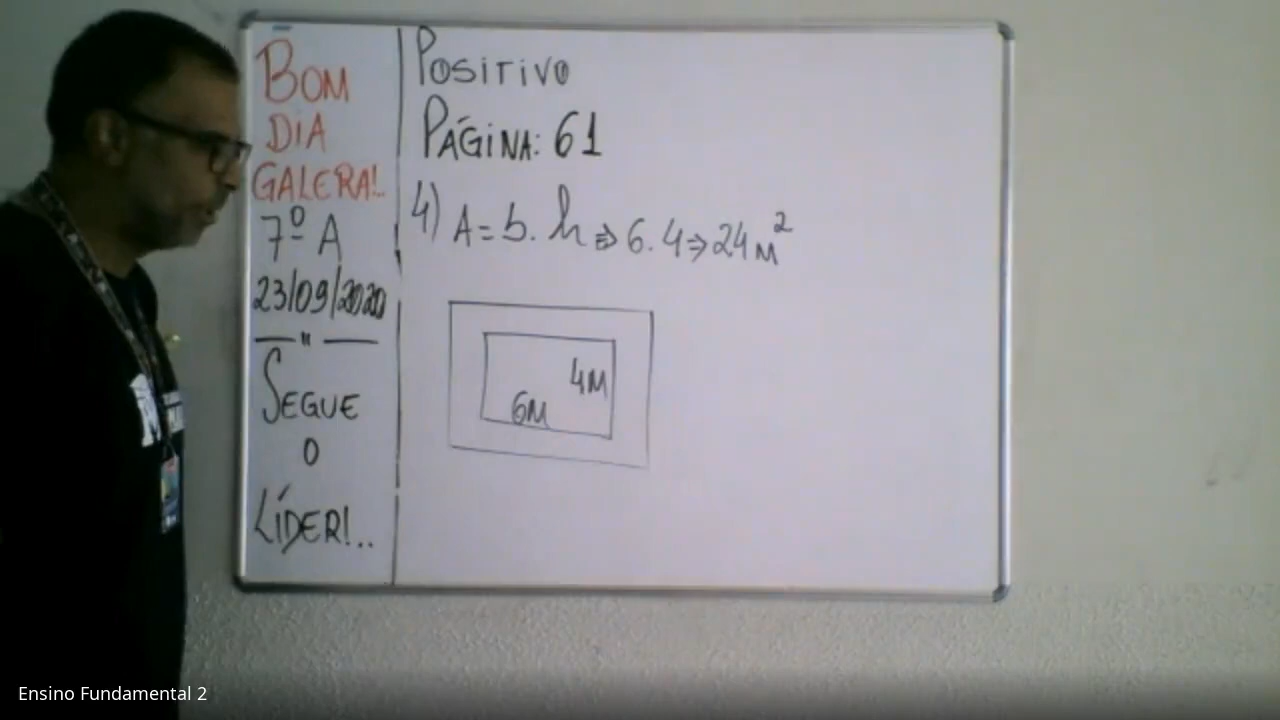 BOM
DIA
GALERA!..
7º A
23/09/2020
— " —
SEGUE
O
LÍDER!..
POSITIVO
PÁGINA: 61
4) A = b. h ⇒ 6. 4 ⇒ 24 M²
4M
6M
Ensino Fundamental 2